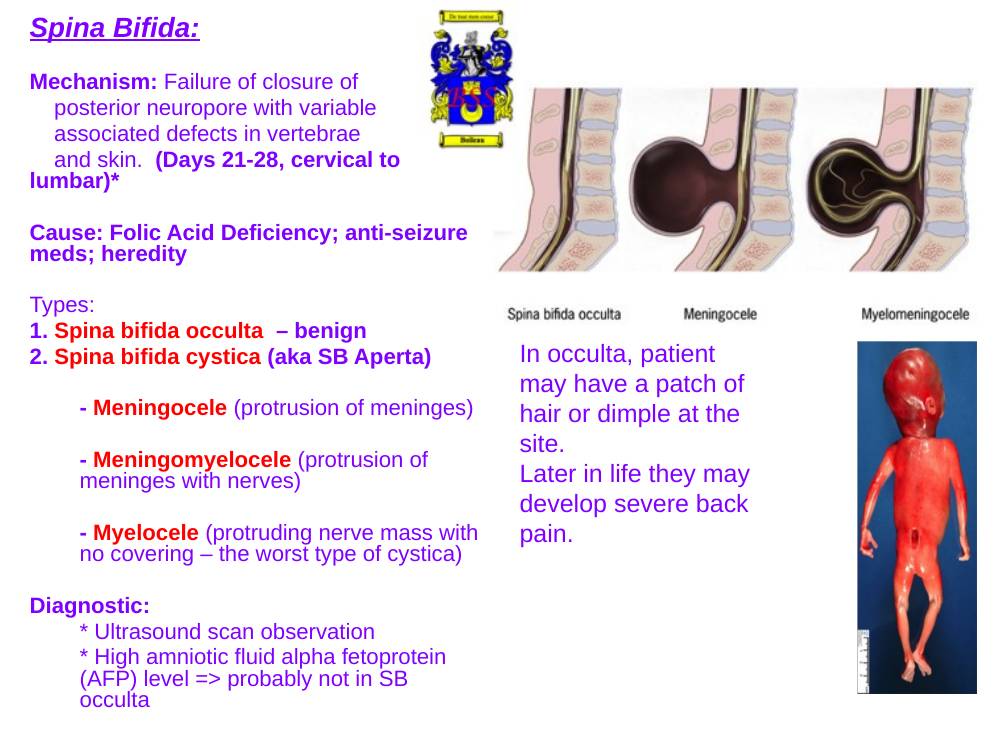 Spina Bifida:
De tout mon coeur
Mechanism: Failure of closure of
posterior neuropore with variable
associated defects in vertebrae
and skin. (Days 21-28, cervical to
lumbar)*
BSS
Boileau
Cause: Folic Acid Deficiency; anti-seizure
meds; heredity
Types:
1. Spina bifida occulta – benign
2. Spina bifida cystica (aka SB Aperta)
- Meningocele (protrusion of meninges)
- Meningomyelocele (protrusion of
meninges with nerves)
- Myelocele (protruding nerve mass with
no covering – the worst type of cystica)
Diagnostic:
* Ultrasound scan observation
* High amniotic fluid alpha fetoprotein
(AFP) level => probably not in SB
occulta
Spina bifida occulta
Meningocele
Myelomeningocele
In occulta, patient
may have a patch of
hair or dimple at the
site.
Later in life they may
develop severe back
pain.